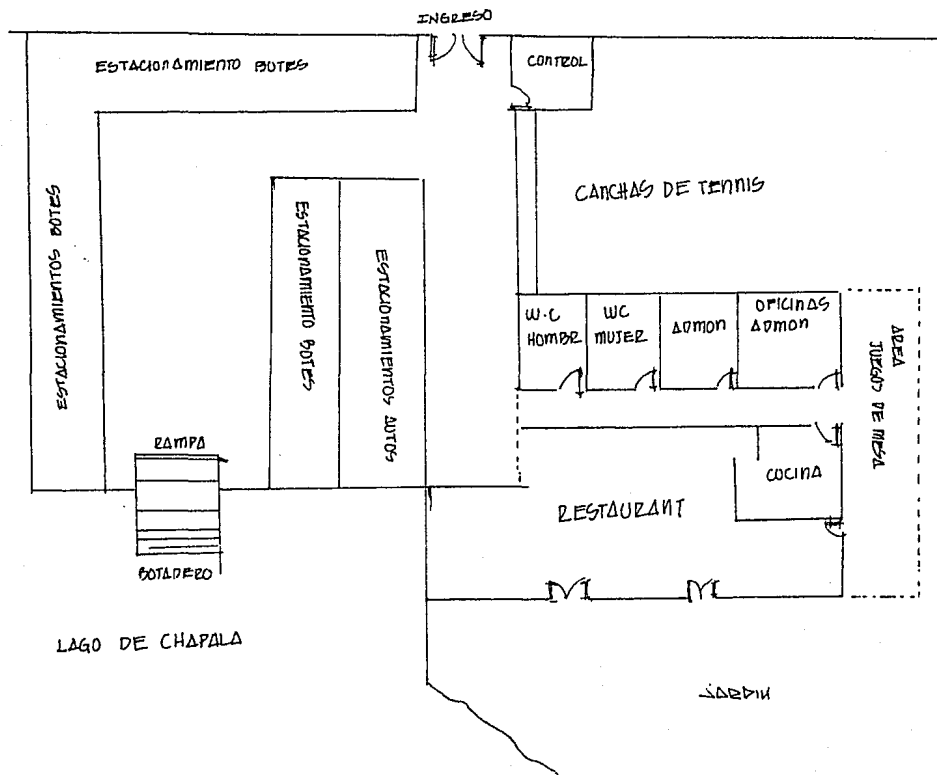 INGRESO
ESTACIONAMIENTO BOTES
CONTROL
CANCHAS DE TENNIS
ESTACIONAMIENTOS BOTES
ESTACIONAMIENTO BOTES
ESTACIONAMIENTOS AUTOS
W.C
HOMBR
WC
MUJER
ADMON
OFICINAS
ADMON
AREA
JUEGOS DE MESA
RAMPA
COCINA
RESTAURANT
BOTADERO
LAGO DE CHAPALA
JARDIN